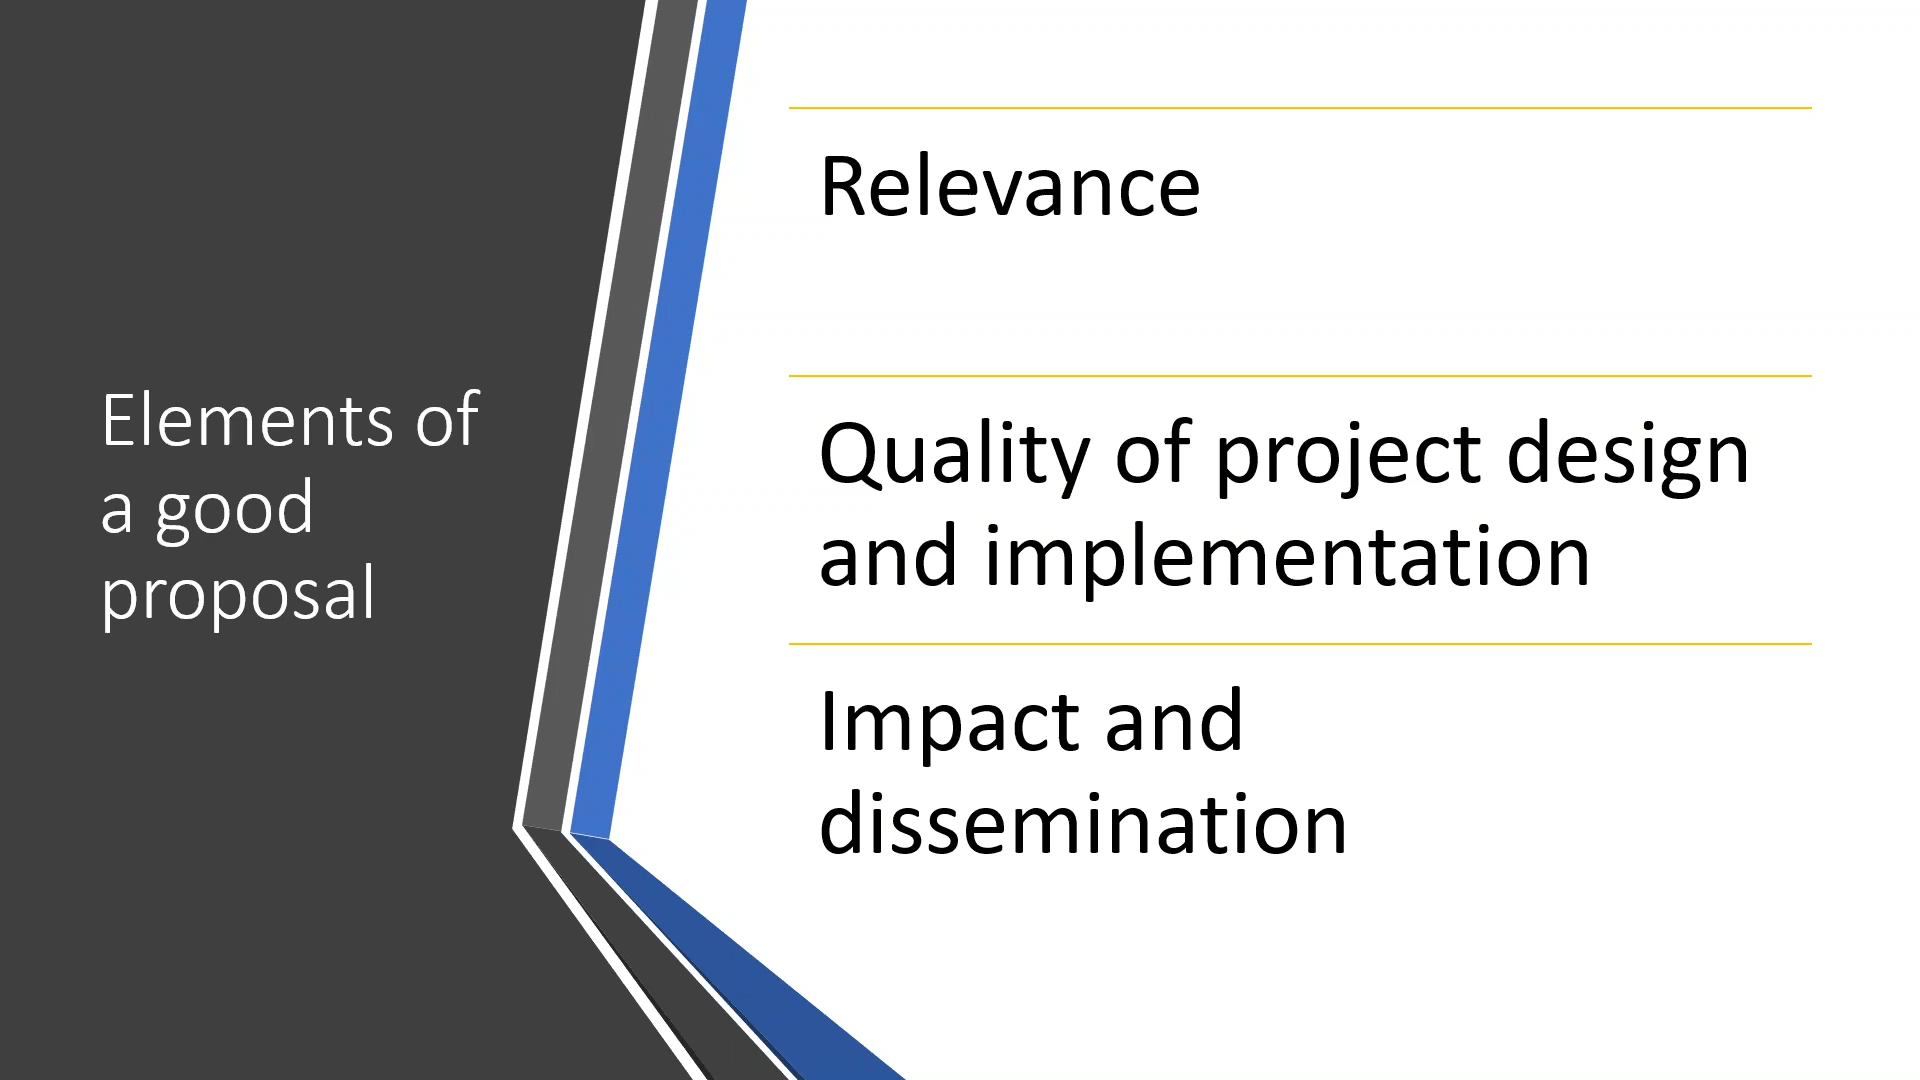 Elements of
a good
proposal
Relevance
Quality of project design
and implementation
Impact and
dissemination